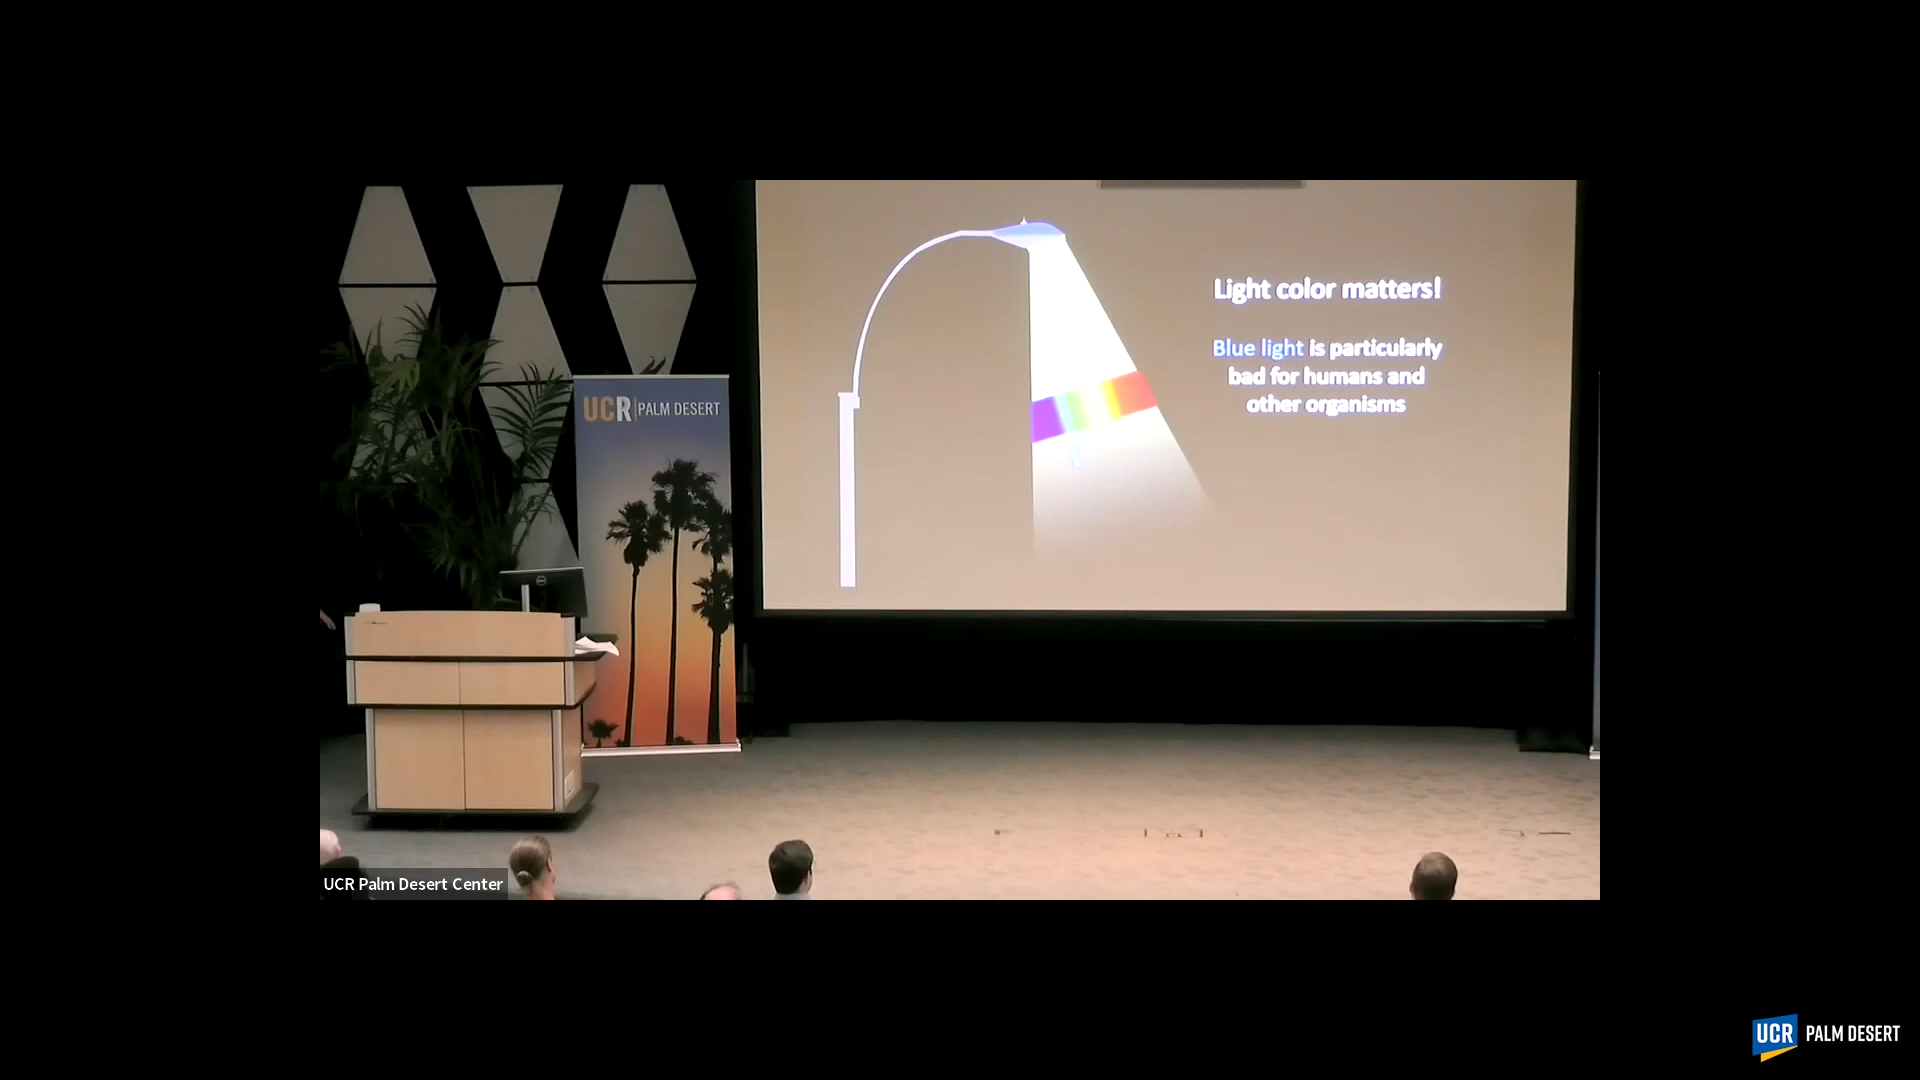 Light color matters!
Blue light is particularly
bad for humans and
other organisms
UCR PALM DESERT
UCR Palm Desert Center
UCR PALM DESERT